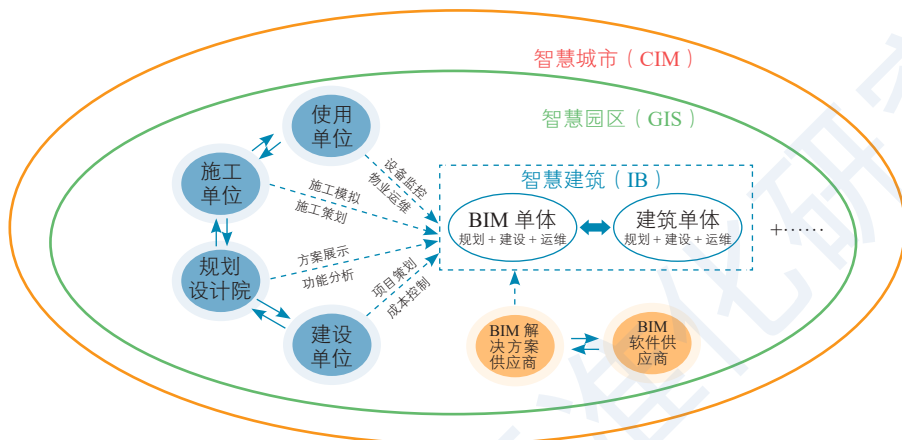 智慧城市（CIM）
智慧园区（GIS）
使用
单位
施工
单位
规划
设计院
建设
单位
设备监控
物业运维
施工模拟
施工策划
方案展示
功能分析
项目策划
成本控制
智慧建筑（IB）
BIM 单体
规划 + 建设 + 运维
建筑单体
规划 + 建设 + 运维
+……
BIM 解
决方案
供应商
BIM
软件供
应商
准化研究